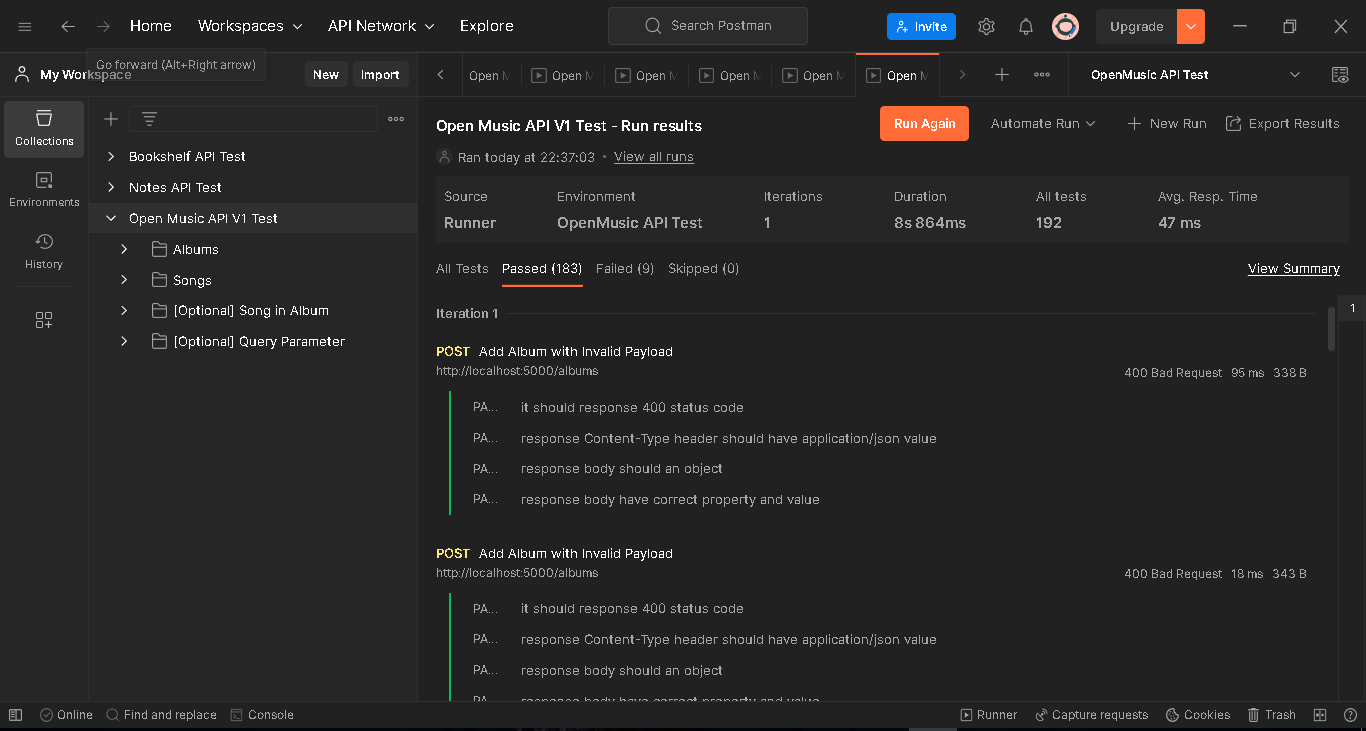 Home Workspaces API Network Explore Search Postman Invite Upgrade
Go forward (Alt+Right arrow)
My Workspace New Import
Open M Open M Open M Open M Open M Open M OpenMusic API Test
Collections
Environments
History
Bookshelf API Test
Notes API Test
Open Music API V1 Test
Albums
Songs
[Optional] Song in Album
[Optional] Query Parameter
Open Music API V1 Test - Run results Run Again Automate Run New Run Export Results
Ran today at 22:37:03 · View all runs
Source Environment Iterations Duration All tests Avg. Resp. Time
Runner OpenMusic API Test 1 8s 864ms 192 47 ms
All Tests Passed (183) Failed (9) Skipped (0) View Summary
Iteration 1 1
POST Add Album with Invalid Payload
http://localhost:5000/albums 400 Bad Request 95 ms 338 B
PA... it should response 400 status code
PA... response Content-Type header should have application/json value
PA... response body should an object
PA... response body have correct property and value
POST Add Album with Invalid Payload
http://localhost:5000/albums 400 Bad Request 18 ms 343 B
PA... it should response 400 status code
PA... response Content-Type header should have application/json value
PA... response body should an object
PA... response body have correct property and value
Online Find and replace Console Runner Capture requests Cookies Trash